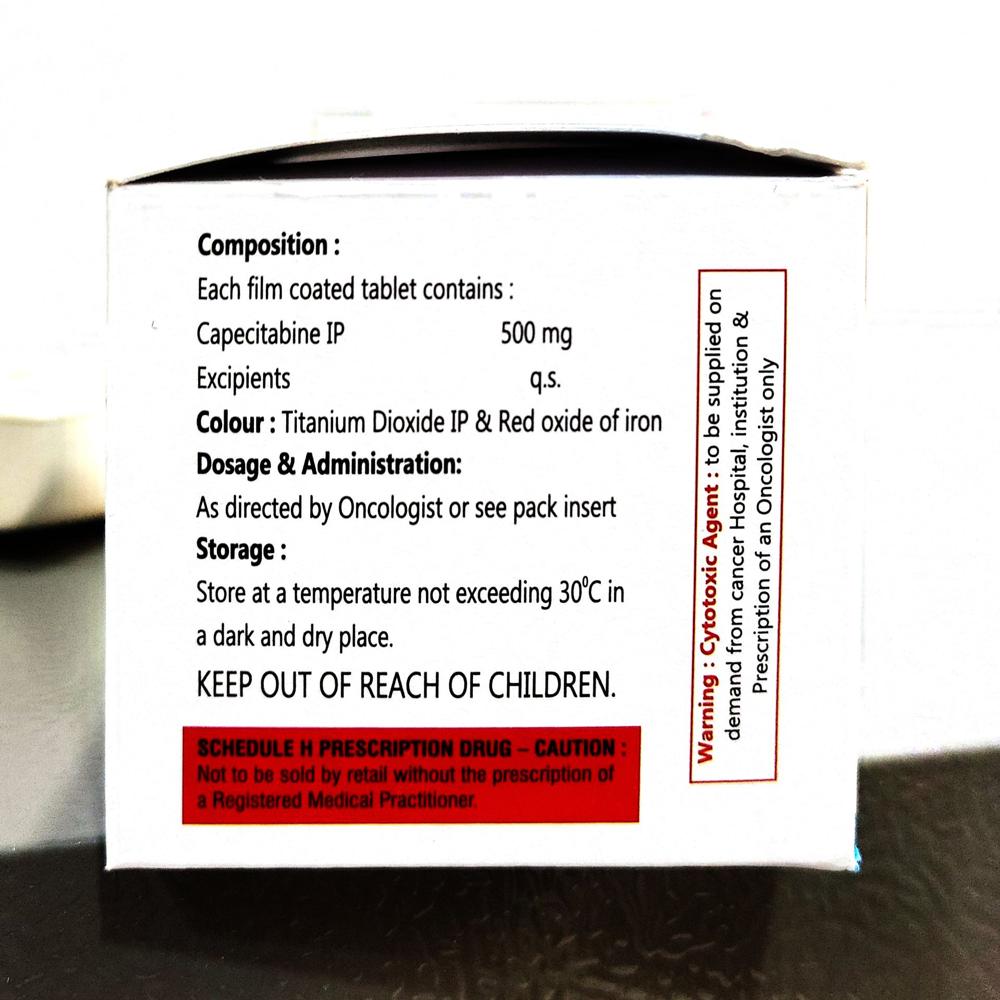 Composition :
Each film coated tablet contains :
Capecitabine IP 500 mg
Excipients q.s.
Colour : Titanium Dioxide IP & Red oxide of iron
Dosage & Administration:
As directed by Oncologist or see pack insert
Storage :
Store at a temperature not exceeding 30⁰C in
a dark and dry place.
KEEP OUT OF REACH OF CHILDREN.
SCHEDULE H PRESCRIPTION DRUG – CAUTION :
Not to be sold by retail without the prescription of
a Registered Medical Practitioner.
Warning : Cytotoxic Agent : to be supplied on
demand from cancer Hospital, institution &
Prescription of an Oncologist only